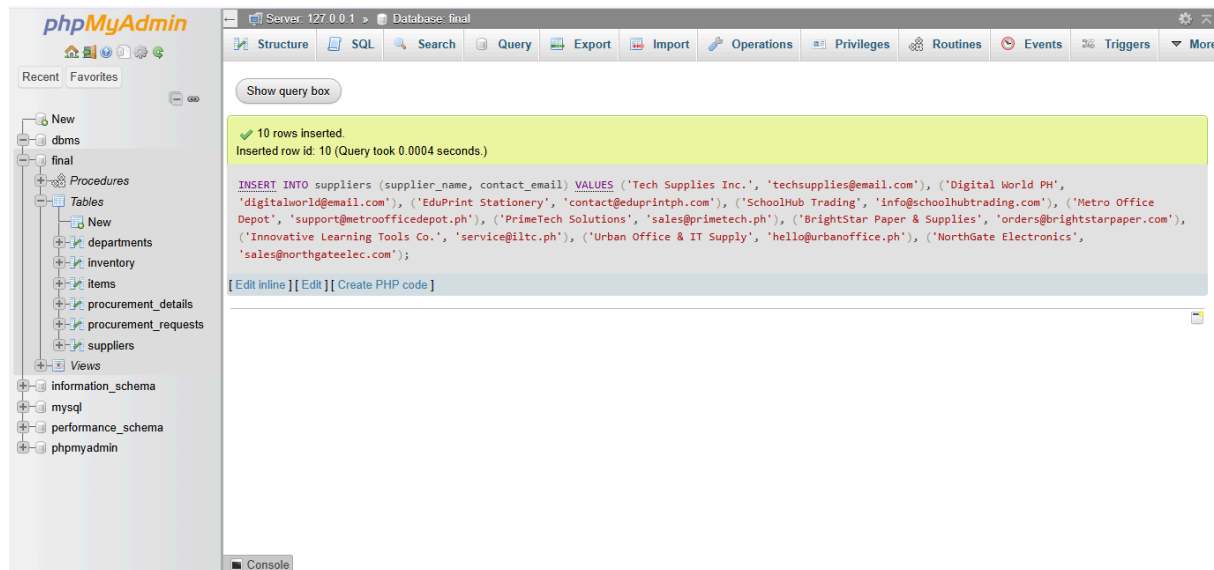 phpMyAdmin
Recent Favorites
New
dbms
final
Procedures
Tables
New
departments
inventory
items
procurement_details
procurement_requests
suppliers
Views
information_schema
mysql
performance_schema
phpmyadmin
Server: 127.0.0.1 » Database: final
Structure SQL Search Query Export Import Operations Privileges Routines Events Triggers More
Show query box
10 rows inserted.
Inserted row id: 10 (Query took 0.0004 seconds.)
INSERT INTO suppliers (supplier_name, contact_email) VALUES ('Tech Supplies Inc.', 'techsupplies@email.com'), ('Digital World PH',
'digitalworld@email.com'), ('EduPrint Stationery', 'contact@eduprintph.com'), ('SchoolHub Trading', 'info@schoolhubtrading.com'), ('Metro Office
Depot', 'support@metroofficedepot.ph'), ('PrimeTech Solutions', 'sales@primetech.ph'), ('BrightStar Paper & Supplies', 'orders@brightstarpaper.com'),
('Innovative Learning Tools Co.', 'service@iltc.ph'), ('Urban Office & IT Supply', 'hello@urbanoffice.ph'), ('NorthGate Electronics',
'sales@northgateelec.com');
[ Edit inline ] [ Edit ] [ Create PHP code ]
Console